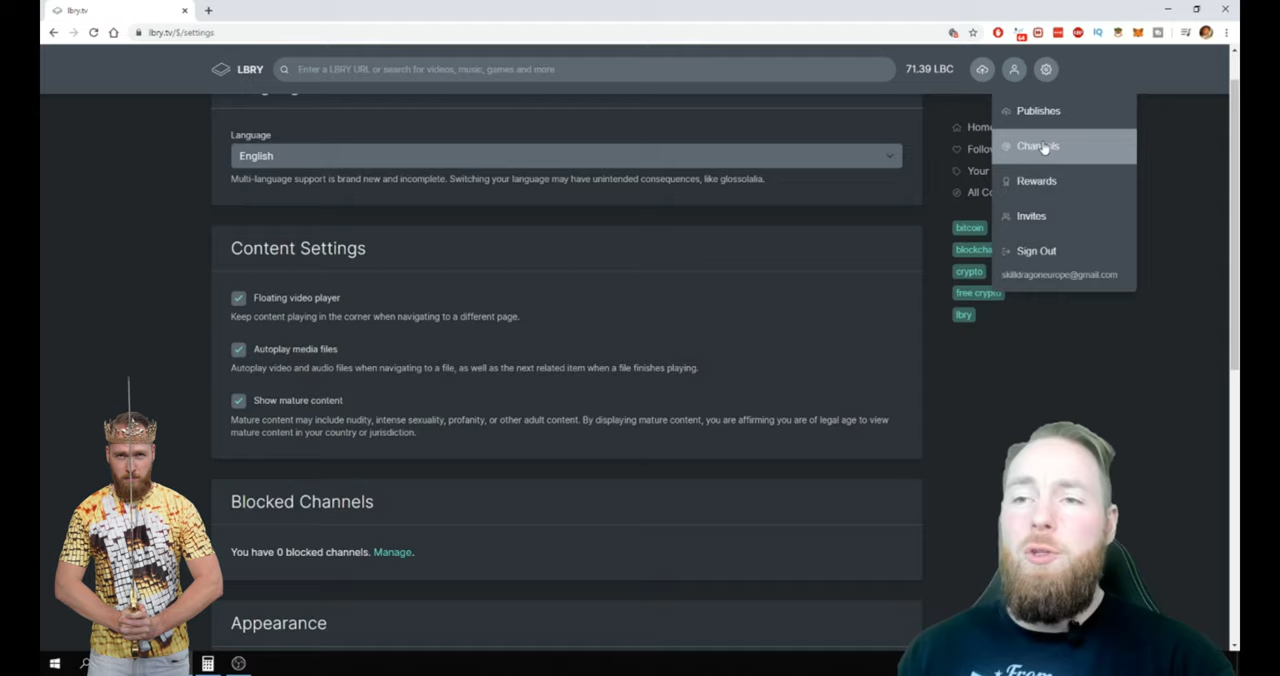 lbry.tv
lbry.tv/$/settings
LBRY
Enter a LBRY URL or search for videos, music, games and more
71.39 LBC
Publishes
Language
Home
English
Channels
Multi-language support is brand new and incomplete. Switching your language may have unintended consequences, like glossolalia.
Your
Rewards
All Co
Invites
bitcoin
Content Settings
blockcha
Sign Out
crypto
skilldragoneurope@gmail.com
free crypto
Floating video player
lbry
Keep content playing in the corner when navigating to a different page.
Autoplay media files
Autoplay video and audio files when navigating to a file, as well as the next related item when a file finishes playing.
Show mature content
Mature content may include nudity, intense sexuality, profanity, or other adult content. By displaying mature content, you are affirming you are of legal age to view
mature content in your country or jurisdiction.
Blocked Channels
You have 0 blocked channels. Manage.
Appearance
From